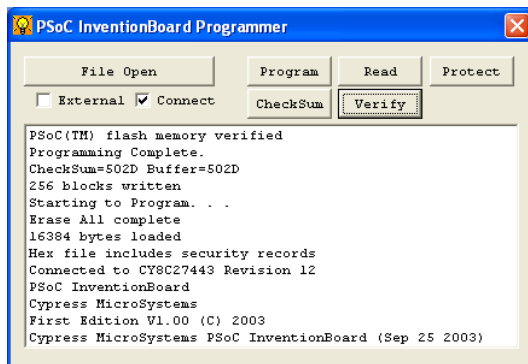 PSoC InventionBoard Programmer
File Open
Program
Read
Protect
External
Connect
CheckSum
Verify
PSoC(TM) flash memory verified
Programming Complete.
CheckSum=502D Buffer=502D
256 blocks written
Starting to Program. . .
Erase All complete
16384 bytes loaded
Hex file includes security records
Connected to CY8C27443 Revision 12
PSoC InventionBoard
Cypress MicroSystems
First Edition V1.00 (C) 2003
Cypress MicroSystems PSoC InventionBoard (Sep 25 2003)